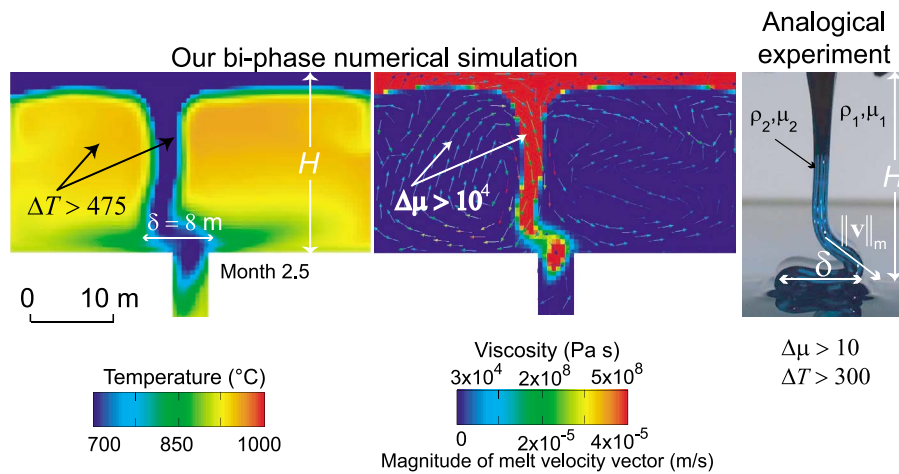 Our bi-phase numerical simulation
Analogical
experiment
H
ΔT > 475
δ = 8 m
Month 2.5
0 10 m
Δμ > 10⁴
ρ₂,μ₂
ρ₁,μ₁
H
‖v‖ₘ
δ
Δμ > 10
ΔT > 300
Temperature (°C)
700 850 1000
Viscosity (Pa s)
3x10⁴ 2x10⁸ 5x10⁸
0 2x10⁻⁵ 4x10⁻⁵
Magnitude of melt velocity vector (m/s)